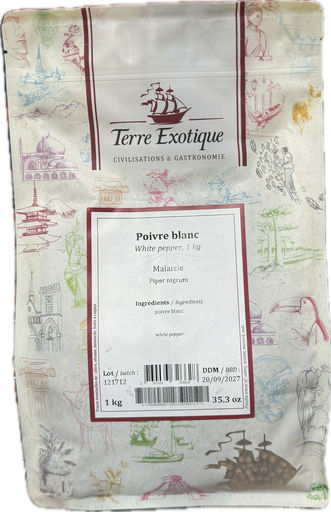 Terre Exotique
CIVILISATIONS & GASTRONOMIE
Poivre blanc
White pepper, 1 kg
Malaisie
Piper nigrum
Ingrédients / Ingredients
poivre blanc
white pepper
Lot / batch :
121712
DDM / BBD :
20/09/2027
1 kg
35.3 oz